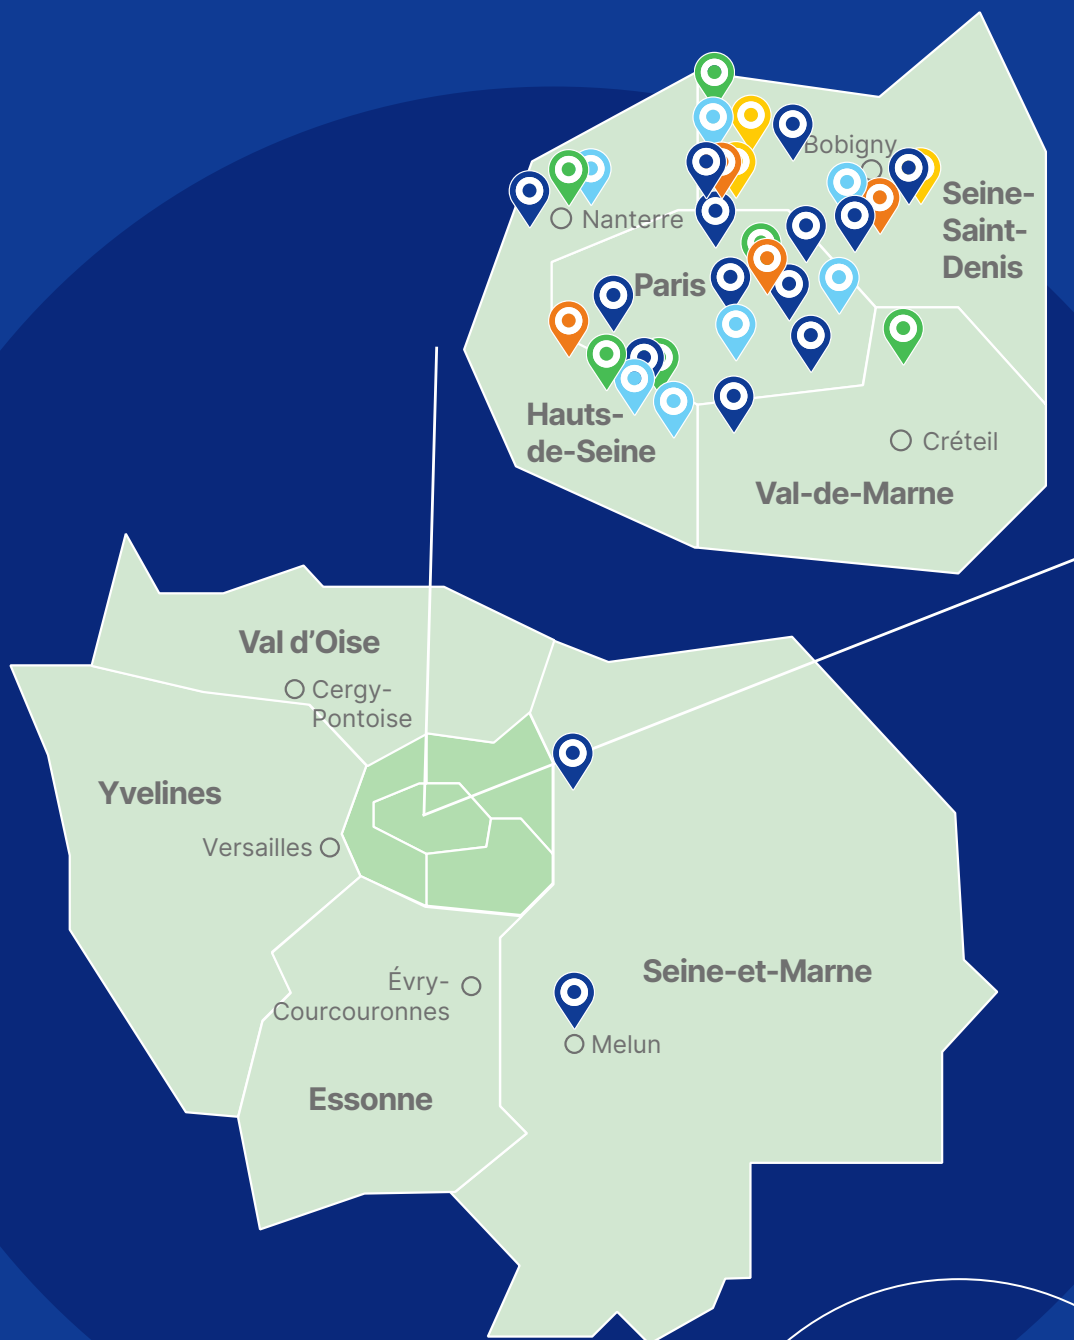 Bobigny
Seine-
Saint-
Denis
Nanterre
Paris
Hauts-
de-Seine
Créteil
Val-de-Marne
Val d’Oise
Cergy-
Pontoise
Yvelines
Versailles
Seine-et-Marne
Évry-
Courcouronnes
Melun
Essonne